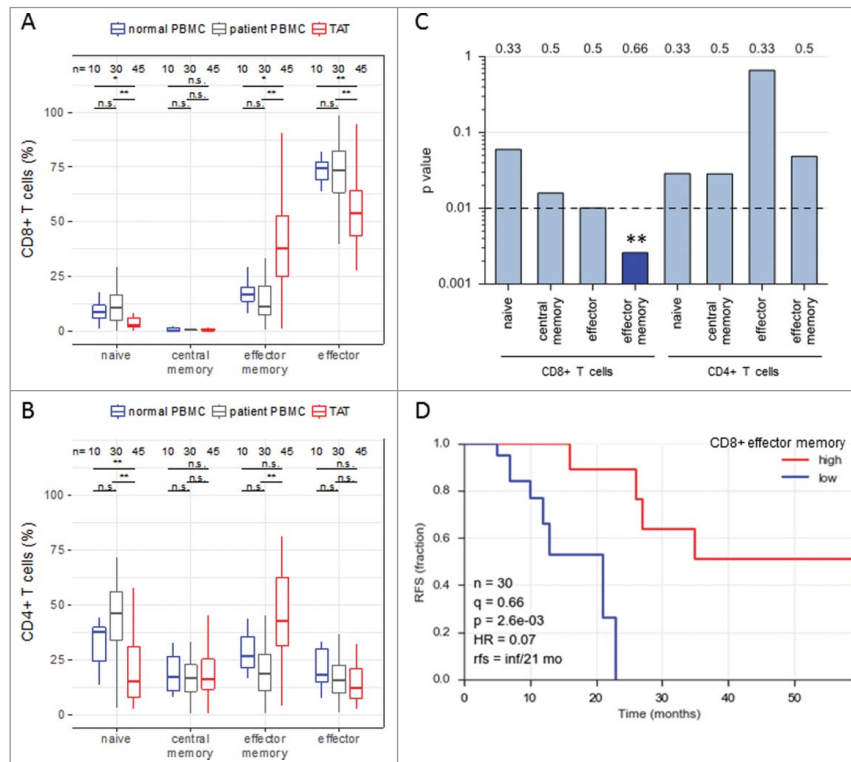 A
normal PBMC patient PBMC TAT
n= 10 30 45 10 30 45 10 30 45 10 30 45
* n.s. * **
** n.s. ** **
n.s. n.s. n.s. n.s.
CD8+ T cells (%)
100
75
50
25
0
naive central memory effector memory effector
B
normal PBMC patient PBMC TAT
n= 10 30 45 10 30 45 10 30 45 10 30 45
** n.s. n.s. n.s.
** n.s. ** n.s.
n.s. n.s. n.s. n.s.
CD4+ T cells (%)
100
75
50
25
0
naive central memory effector memory effector
C
0.33 0.5 0.5 0.66 0.33 0.5 0.33 0.5
p value
1
0.1
0.01
0.001
**
naive central memory effector effector memory naive central memory effector effector memory
CD8+ T cells CD4+ T cells
D
CD8+ effector memory
high
low
RFS (fraction)
1.0
0.8
0.6
0.4
0.2
0.0
n = 30
q = 0.66
p = 2.6e-03
HR = 0.07
rfs = inf/21 mo
0 10 20 30 40 50
Time (months)